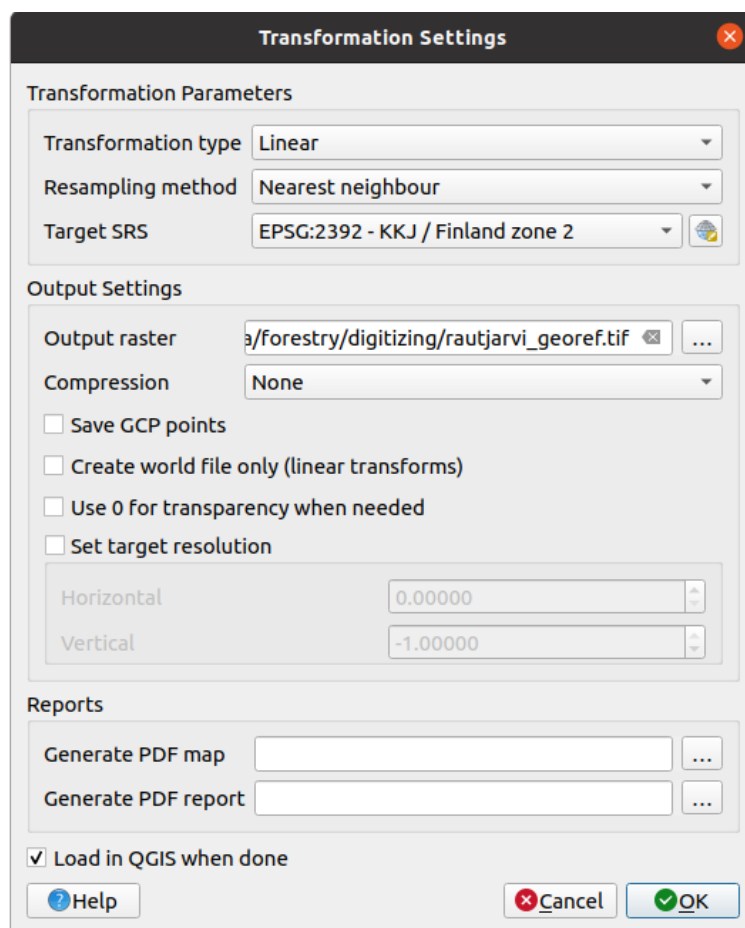 Transformation Settings
Transformation Parameters
Transformation type Linear
Resampling method Nearest neighbour
Target SRS EPSG:2392 - KKJ / Finland zone 2
Output Settings
Output raster a/forestry/digitizing/rautjarvi_georef.tif ...
Compression None
Save GCP points
Create world file only (linear transforms)
Use 0 for transparency when needed
Set target resolution
Horizontal 0.00000
Vertical -1.00000
Reports
Generate PDF map ...
Generate PDF report ...
Load in QGIS when done
Help Cancel OK